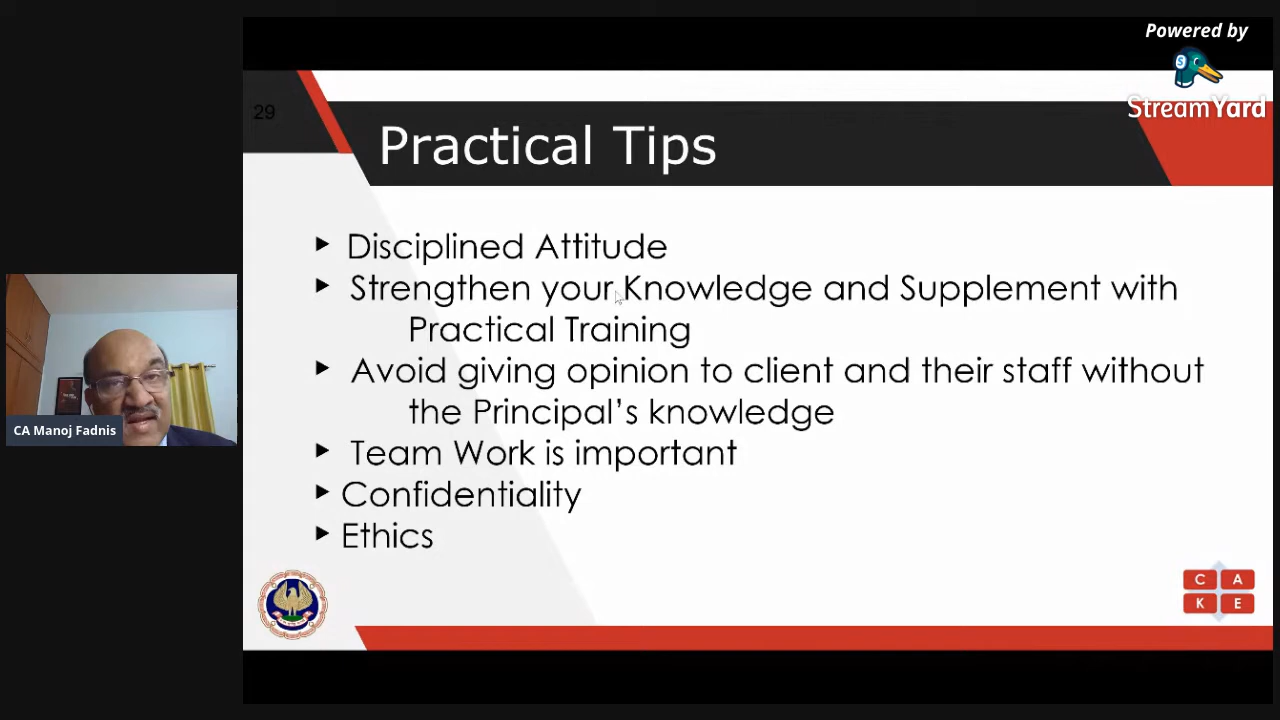 Powered by
StreamYard
29
Practical Tips
Disciplined Attitude
Strengthen your Knowledge and Supplement with
Practical Training
Avoid giving opinion to client and their staff without
the Principal's knowledge
Team Work is important
Confidentiality
Ethics
CA Manoj Fadnis
C A
K E